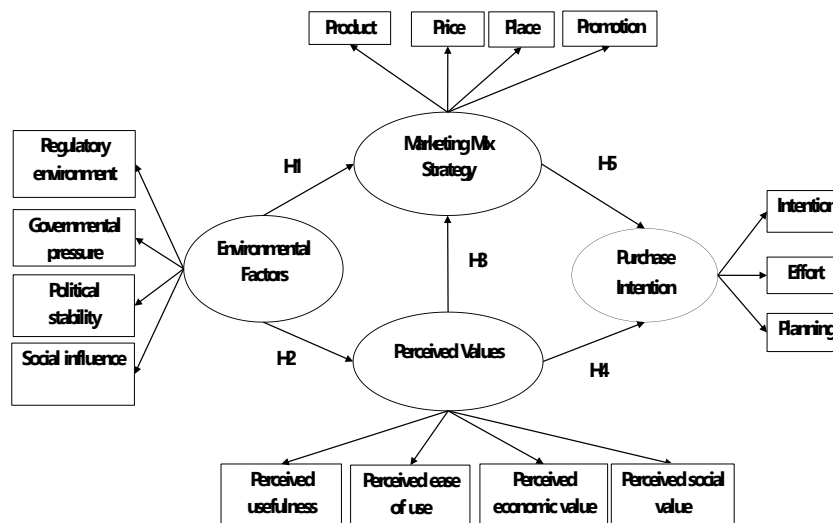 Product
Price
Place
Promotion
Marketing Mix
Strategy
Regulatory
environment
H1
H5
Intention
Governmental
pressure
Environmental
Factors
H3
Purchase
Intention
Effort
Political
stability
Social influence
H2
Perceived Values
H4
Planning
Perceived
usefulness
Perceived ease
of use
Perceived
economic value
Perceived social
value